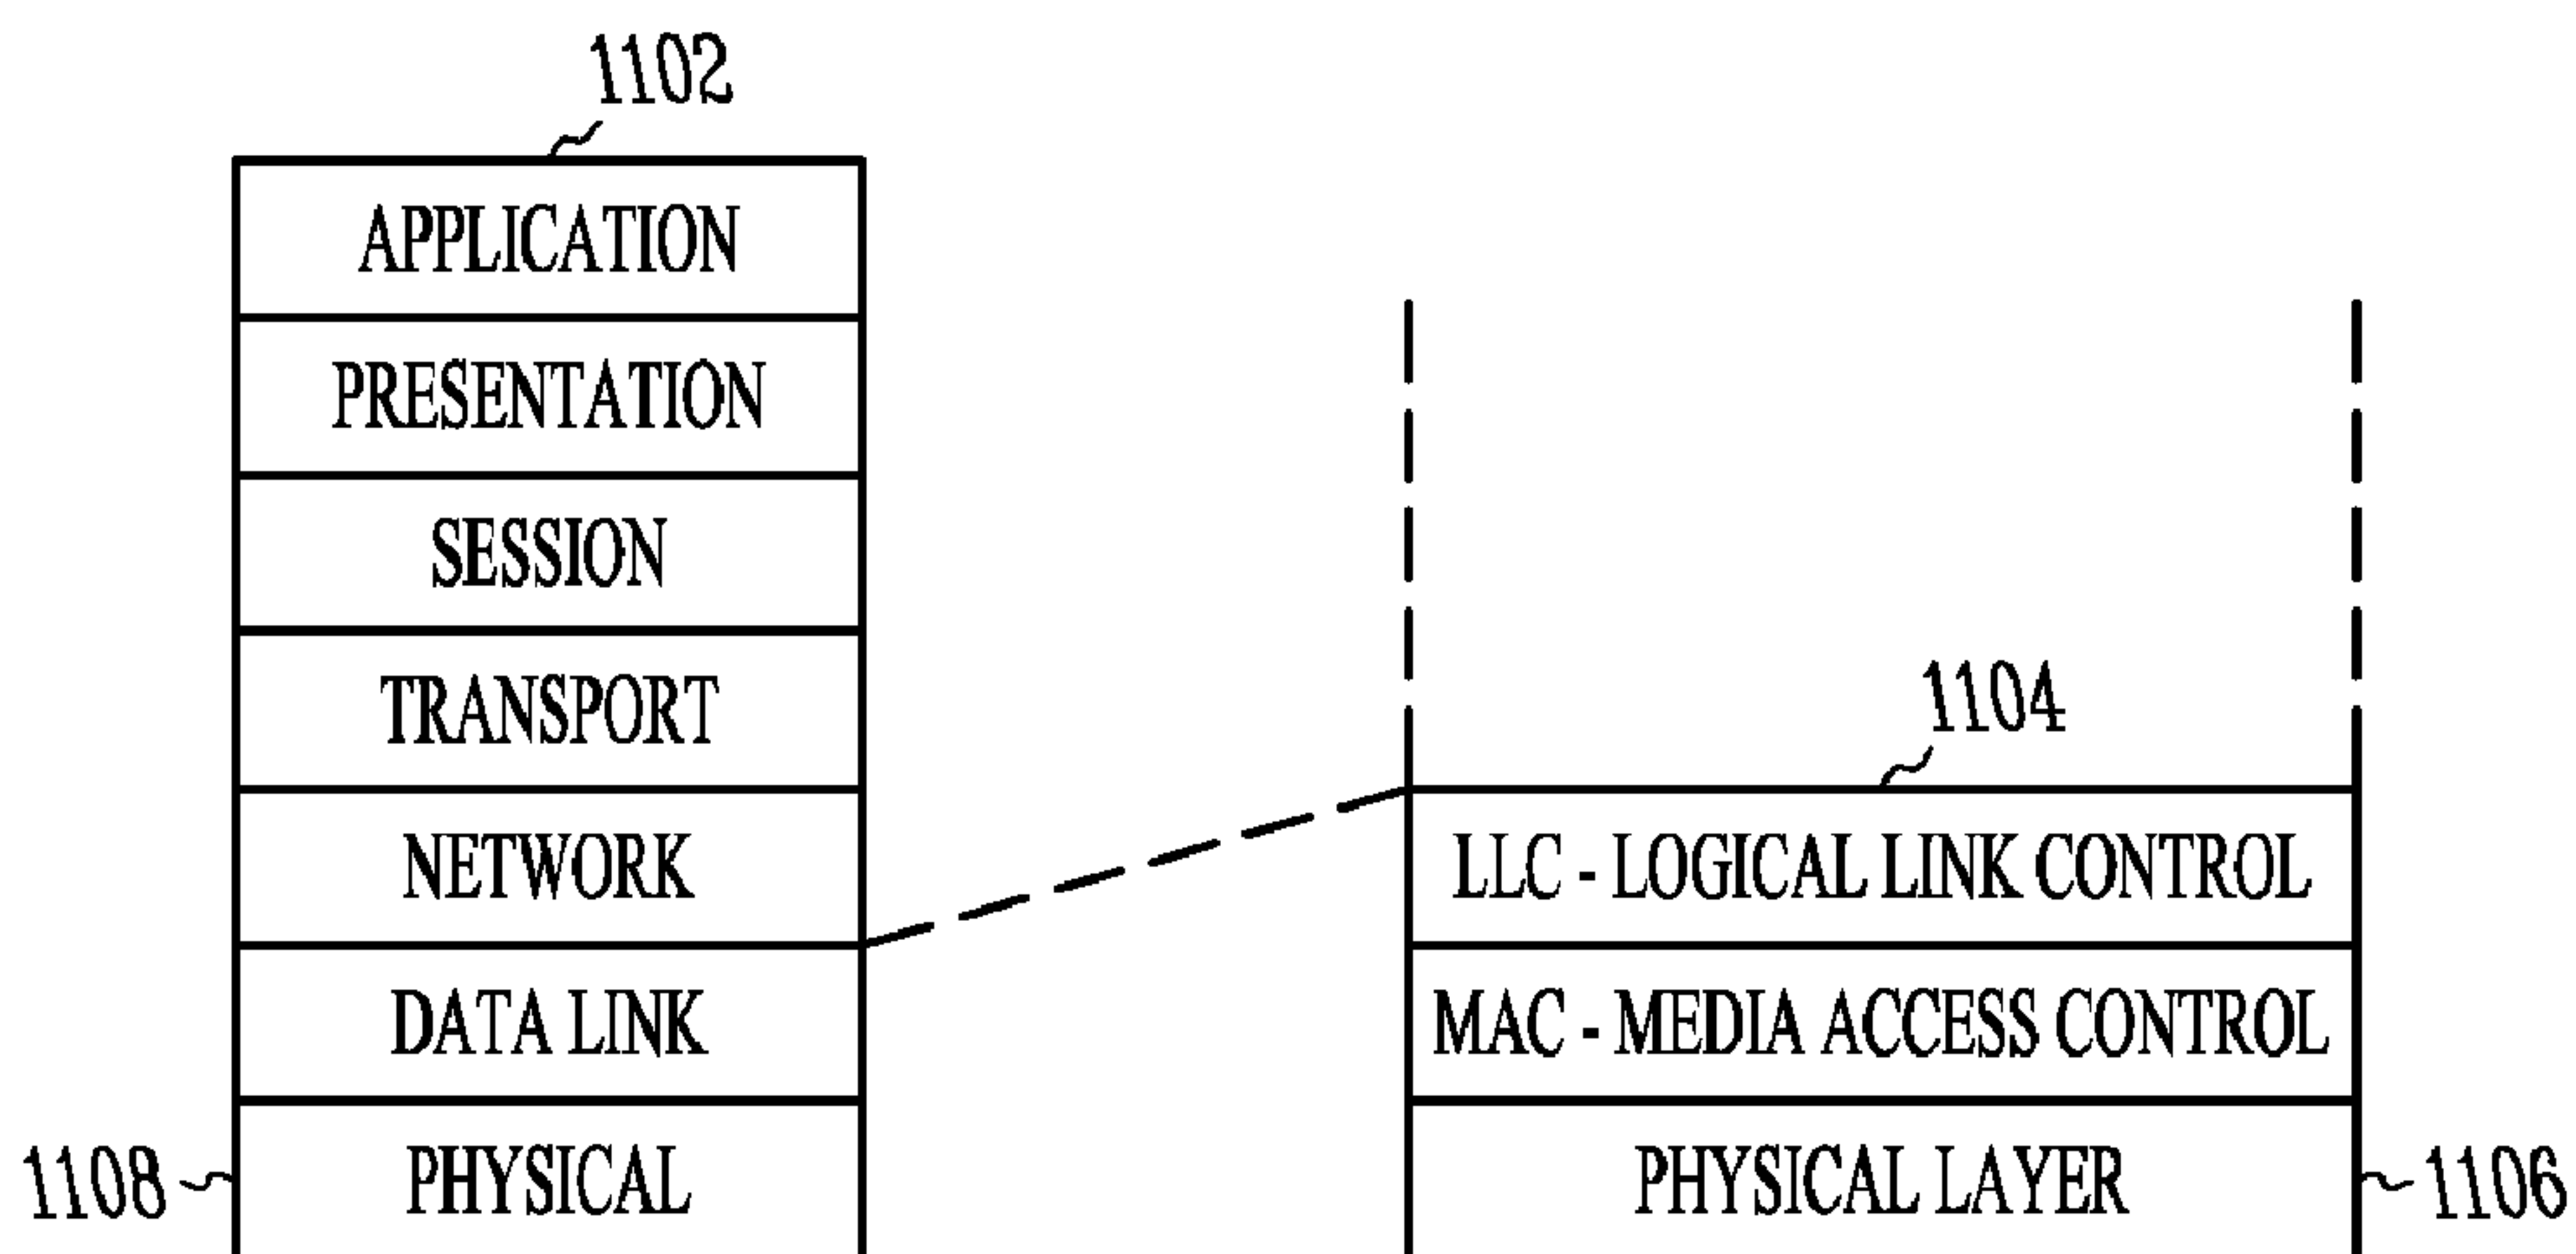 1102
APPLICATION
PRESENTATION
SESSION
TRANSPORT
NETWORK
DATA LINK
1108
PHYSICAL
1104
LLC - LOGICAL LINK CONTROL
MAC - MEDIA ACCESS CONTROL
PHYSICAL LAYER
1106